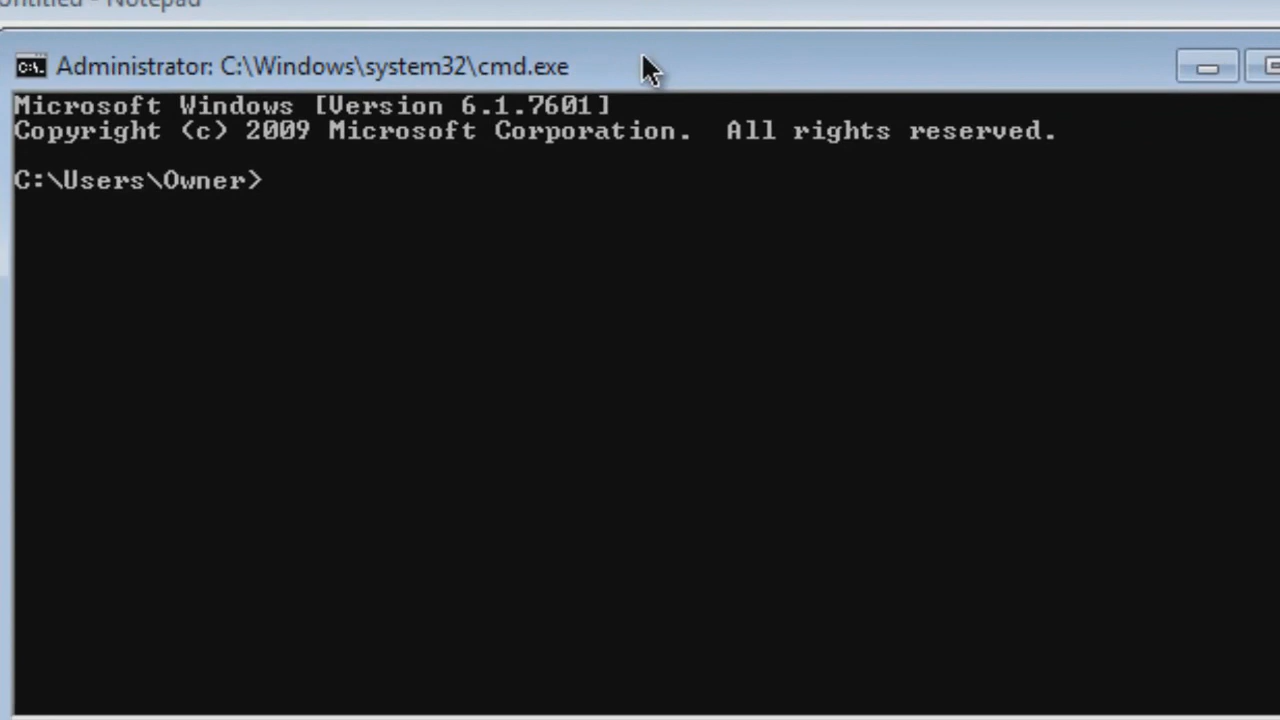 Untitled - Notepad
Administrator: C:\Windows\system32\cmd.exe
Microsoft Windows [Version 6.1.7601]
Copyright (c) 2009 Microsoft Corporation.  All rights reserved.
C:\Users\Owner>